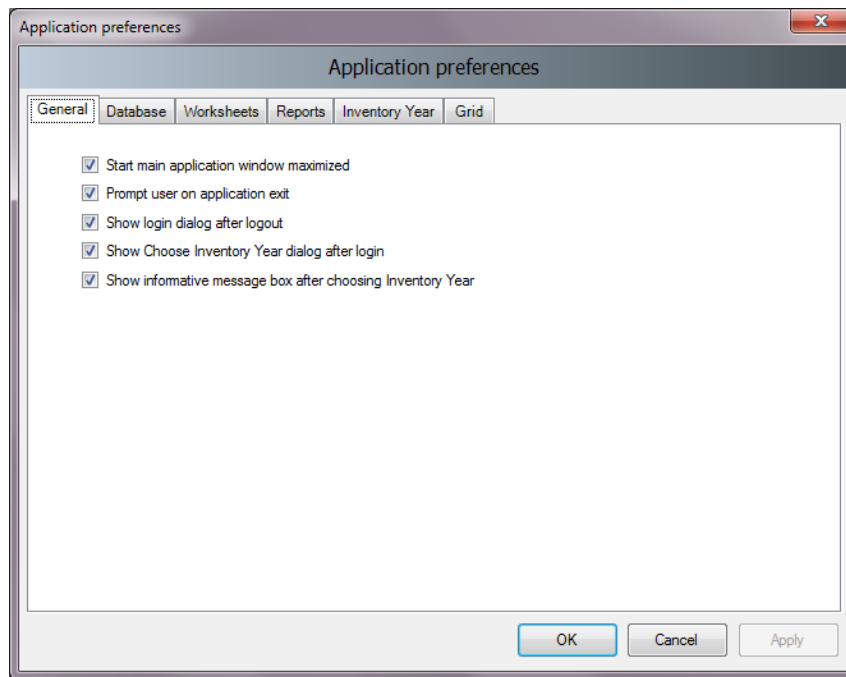 Application preferences
Application preferences
General Database Worksheets Reports Inventory Year Grid
Start main application window maximized
Prompt user on application exit
Show login dialog after logout
Show Choose Inventory Year dialog after login
Show informative message box after choosing Inventory Year
OK Cancel Apply